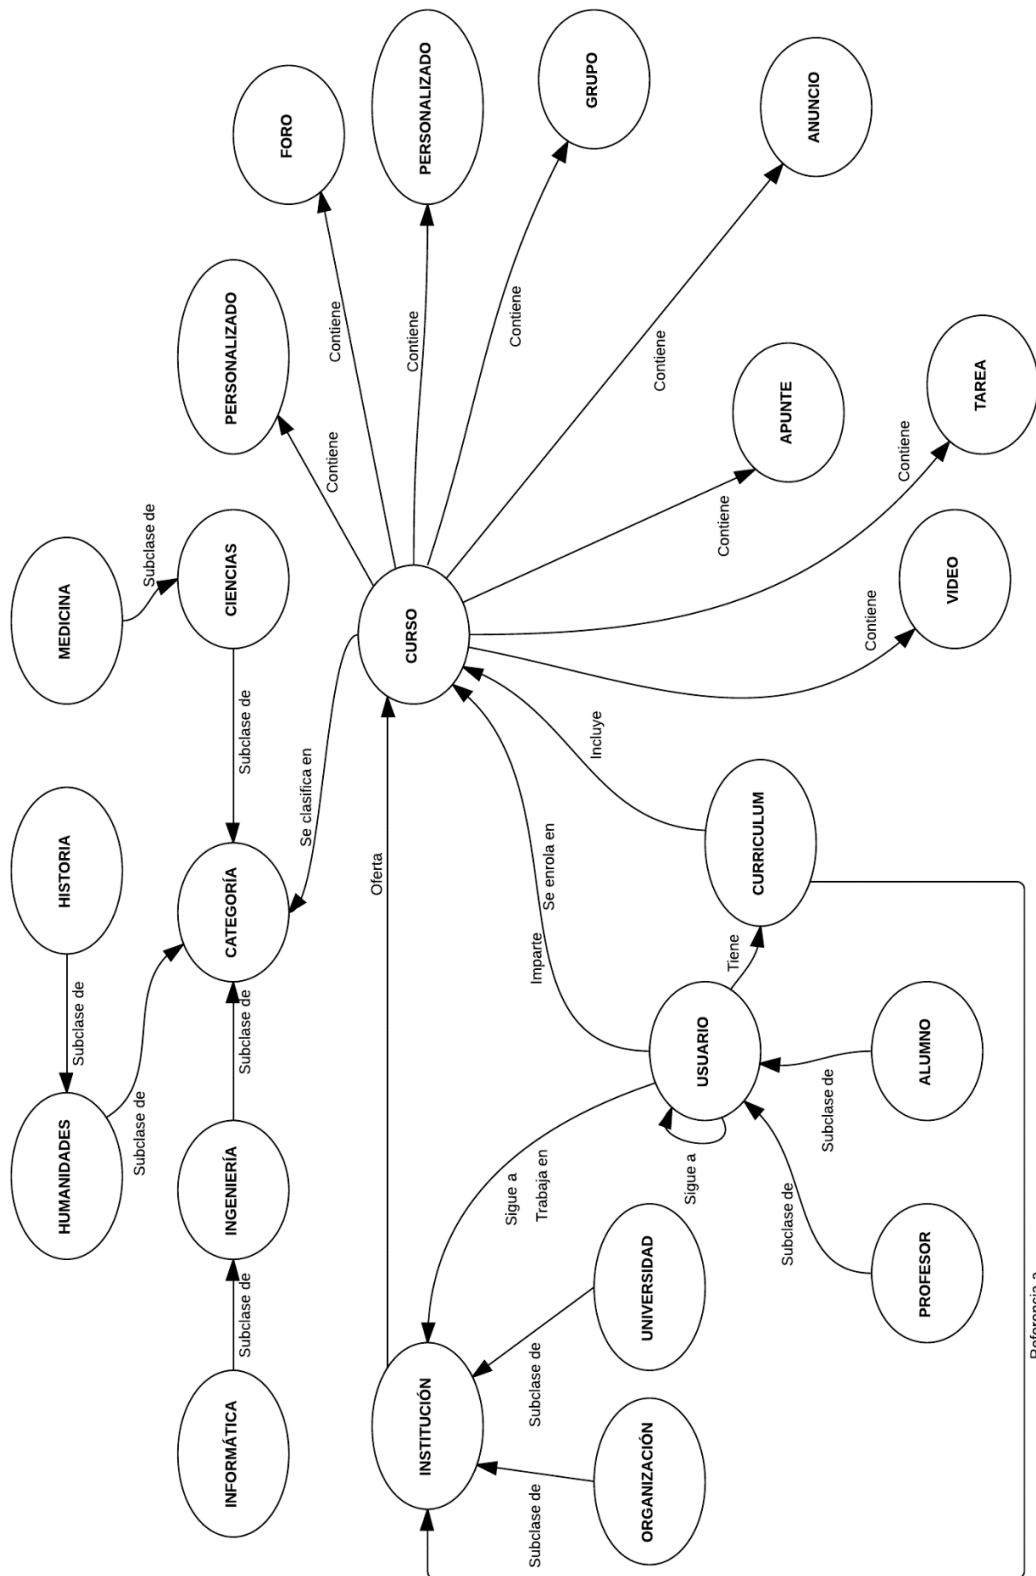 HUMANIDADES
HISTORIA
MEDICINA
Subclase de
Subclase de
Subclase de
INFORMÁTICA
Subclase de
INGENIERÍA
Subclase de
CATEGORÍA
Subclase de
CIENCIAS
PERSONALIZADO
FORO
Se clasifica en
Contiene
Contiene
Oferta
INSTITUCIÓN
CURSO
Contiene
PERSONALIZADO
Sigue a
Contiene
Subclase de
Subclase de
Trabaja en
Imparte
Se enrola en
Incluye
GRUPO
ORGANIZACIÓN
UNIVERSIDAD
Contiene
Sigue a
USUARIO
Tiene
Contiene
CURRICULUM
APUNTE
ANUNCIO
Subclase de
Subclase de
Contiene
Contiene
PROFESOR
ALUMNO
VIDEO
TAREA
Referencia a